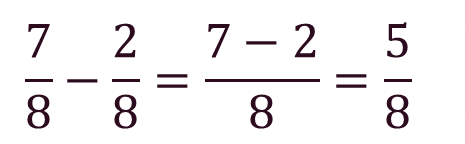 7/8 − 2/8 = (7 − 2)/8 = 5/8